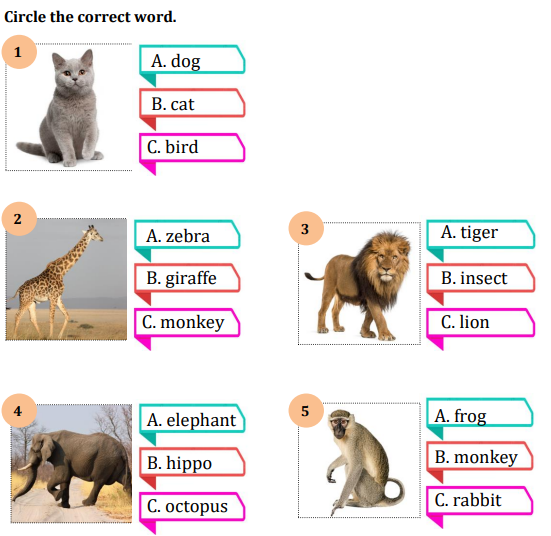 Circle the correct word.
1
A. dog
B. cat
C. bird
2
A. zebra
B. giraffe
C. monkey
3
A. tiger
B. insect
C. lion
4
A. elephant
B. hippo
C. octopus
5
A. frog
B. monkey
C. rabbit